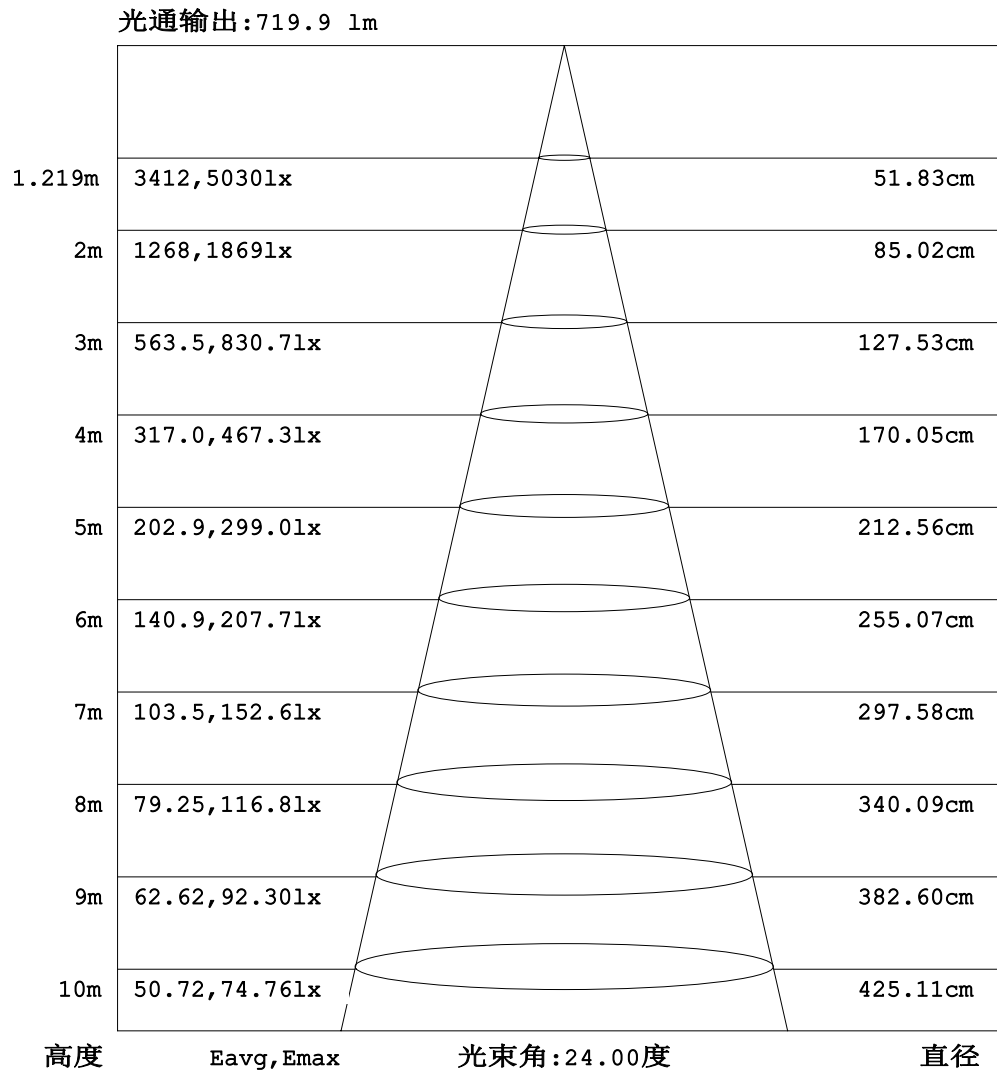 光通输出:719.9 lm
1.219m 3412,5030lx 51.83cm
2m 1268,1869lx 85.02cm
3m 563.5,830.7lx 127.53cm
4m 317.0,467.3lx 170.05cm
5m 202.9,299.0lx 212.56cm
6m 140.9,207.7lx 255.07cm
7m 103.5,152.6lx 297.58cm
8m 79.25,116.8lx 340.09cm
9m 62.62,92.30lx 382.60cm
10m 50.72,74.76lx 425.11cm
高度 Eavg,Emax 光束角:24.00度 直径